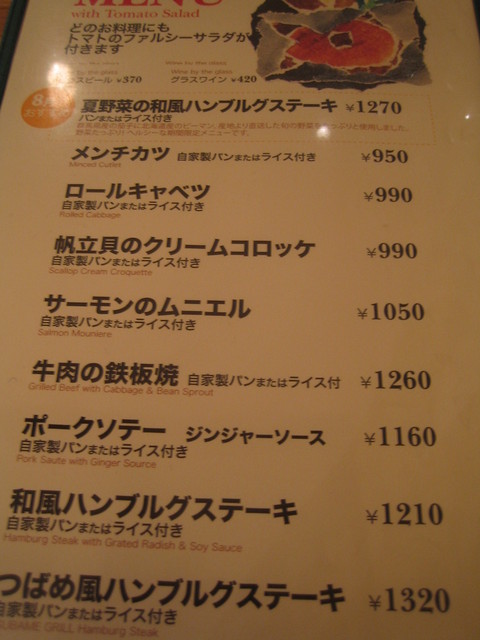 MENU
with Tomato Salad
どのお料理にも
トマトのファルシーサラダが
付きます
ビール ¥370
Wine by the glass
グラスワイン ¥420
夏野菜の和風ハンブルグステーキ ¥1270
パンまたはライス付き
メンチカツ 自家製パンまたはライス付き ¥950
Minced Cutlet
ロールキャベツ ¥990
自家製パンまたはライス付き
Rolled Cabbage
帆立貝のクリームコロッケ ¥990
自家製パンまたはライス付き
Scallop Cream Croquette
サーモンのムニエル ¥1050
自家製パンまたはライス付き
Salmon Mouniere
牛肉の鉄板焼 自家製パンまたはライス付 ¥1260
Grilled Beef with Cabbage & Bean Sprout
ポークソテー ジンジャーソース ¥1160
自家製パンまたはライス付き
Pork Saute with Ginger Source
和風ハンブルグステーキ ¥1210
自家製パンまたはライス付き
Hamburg Steak with Grated Radish & Soy Sauce
つばめ風ハンブルグステーキ ¥1320
自家製パンまたはライス付き
TSUBAME GRILL Hamburg Steak